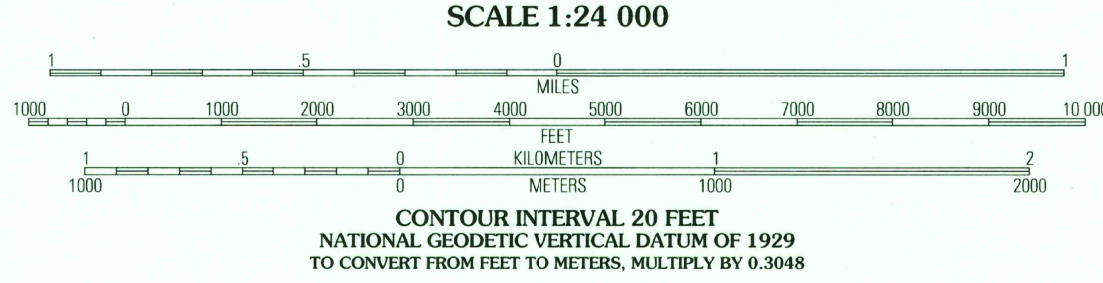 SCALE 1:24 000
1 .5 0 1
MILES
1000 0 1000 2000 3000 4000 5000 6000 7000 8000 9000 10 000
FEET
1 .5 0 KILOMETERS 1 2
1000 0 METERS 1000 2000
CONTOUR INTERVAL 20 FEET
NATIONAL GEODETIC VERTICAL DATUM OF 1929
TO CONVERT FROM FEET TO METERS, MULTIPLY BY 0.3048